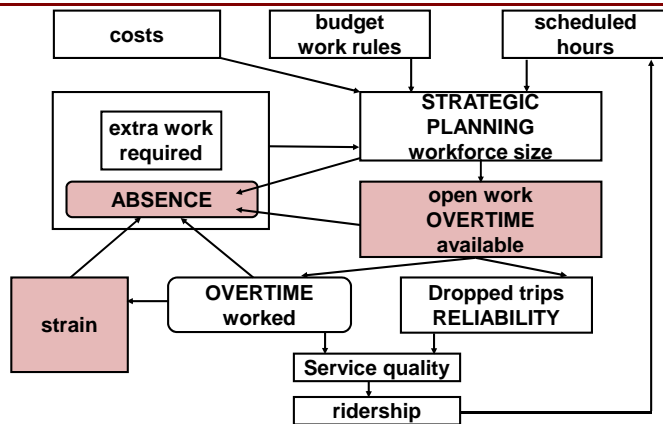 costs
budget
work rules
scheduled
hours
STRATEGIC
PLANNING
workforce size
extra work
required
ABSENCE
open work
OVERTIME
available
strain
OVERTIME
worked
Dropped trips
RELIABILITY
Service quality
ridership